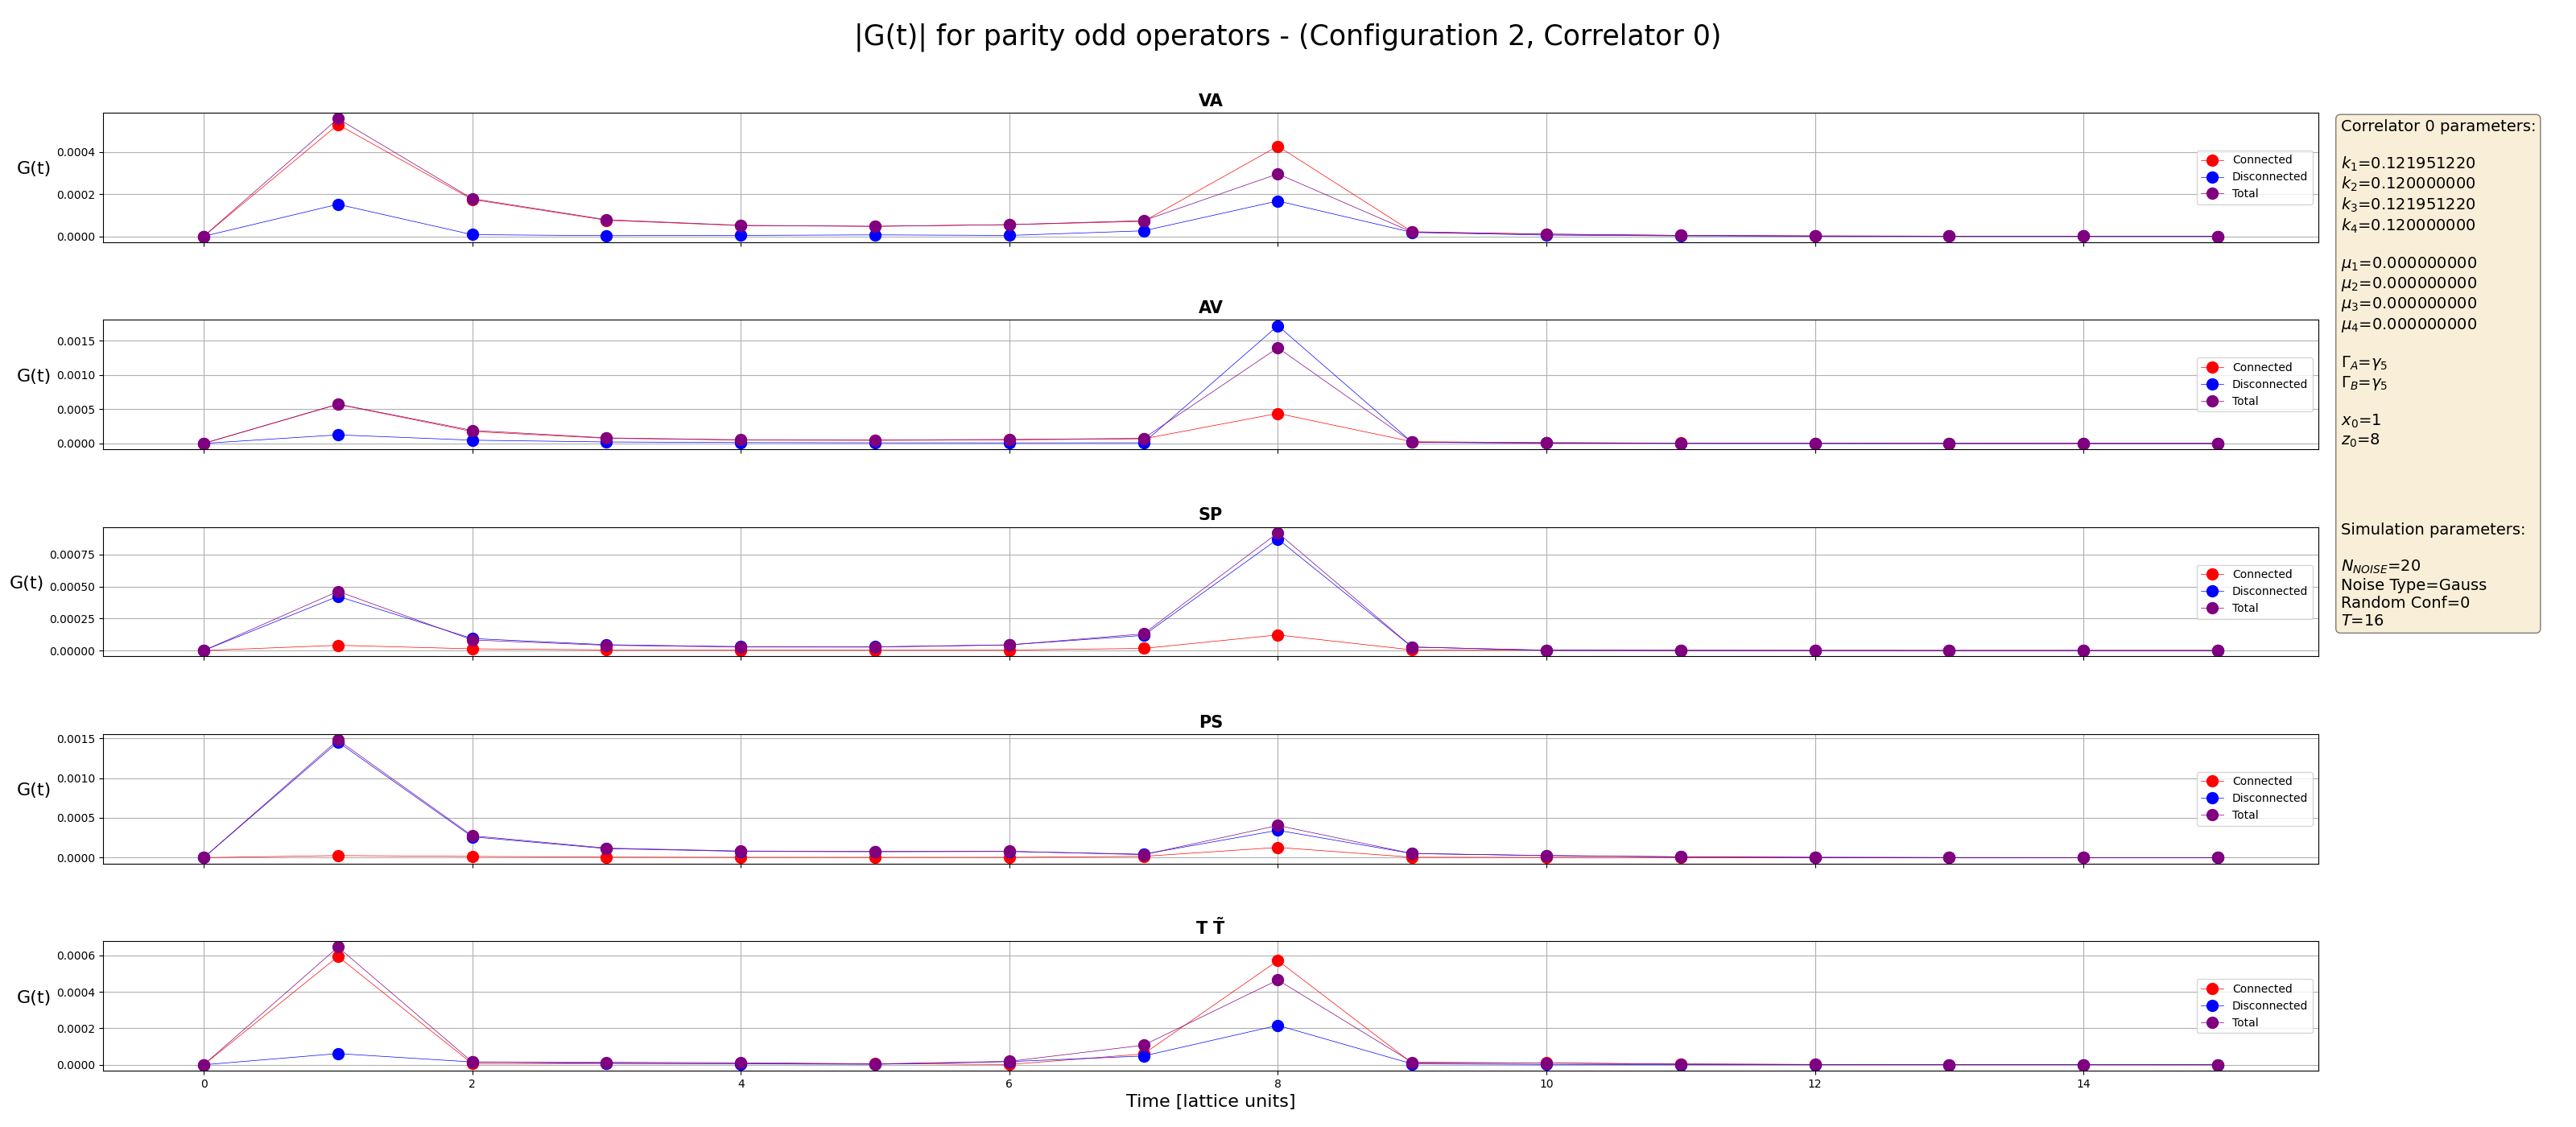 |G(t)| for parity odd operators - (Configuration 2, Correlator 0)
VA
G(t)
0.0004
0.0002
0.0000
Connected
Disconnected
Total
AV
G(t)
0.0015
0.0010
0.0005
0.0000
Connected
Disconnected
Total
SP
G(t)
0.00075
0.00050
0.00025
0.00000
Connected
Disconnected
Total
PS
G(t)
0.0015
0.0010
0.0005
0.0000
Connected
Disconnected
Total
T T̃
G(t)
0.0006
0.0004
0.0002
0.0000
Connected
Disconnected
Total
0 2 4 6 8 10 12 14
Time [lattice units]
Correlator 0 parameters:
k₁=0.121951220
k₂=0.120000000
k₃=0.121951220
k₄=0.120000000
μ₁=0.000000000
μ₂=0.000000000
μ₃=0.000000000
μ₄=0.000000000
Γ_A=γ₅
Γ_B=γ₅
x₀=1
z₀=8
Simulation parameters:
N_NOISE=20
Noise Type=Gauss
Random Conf=0
T=16